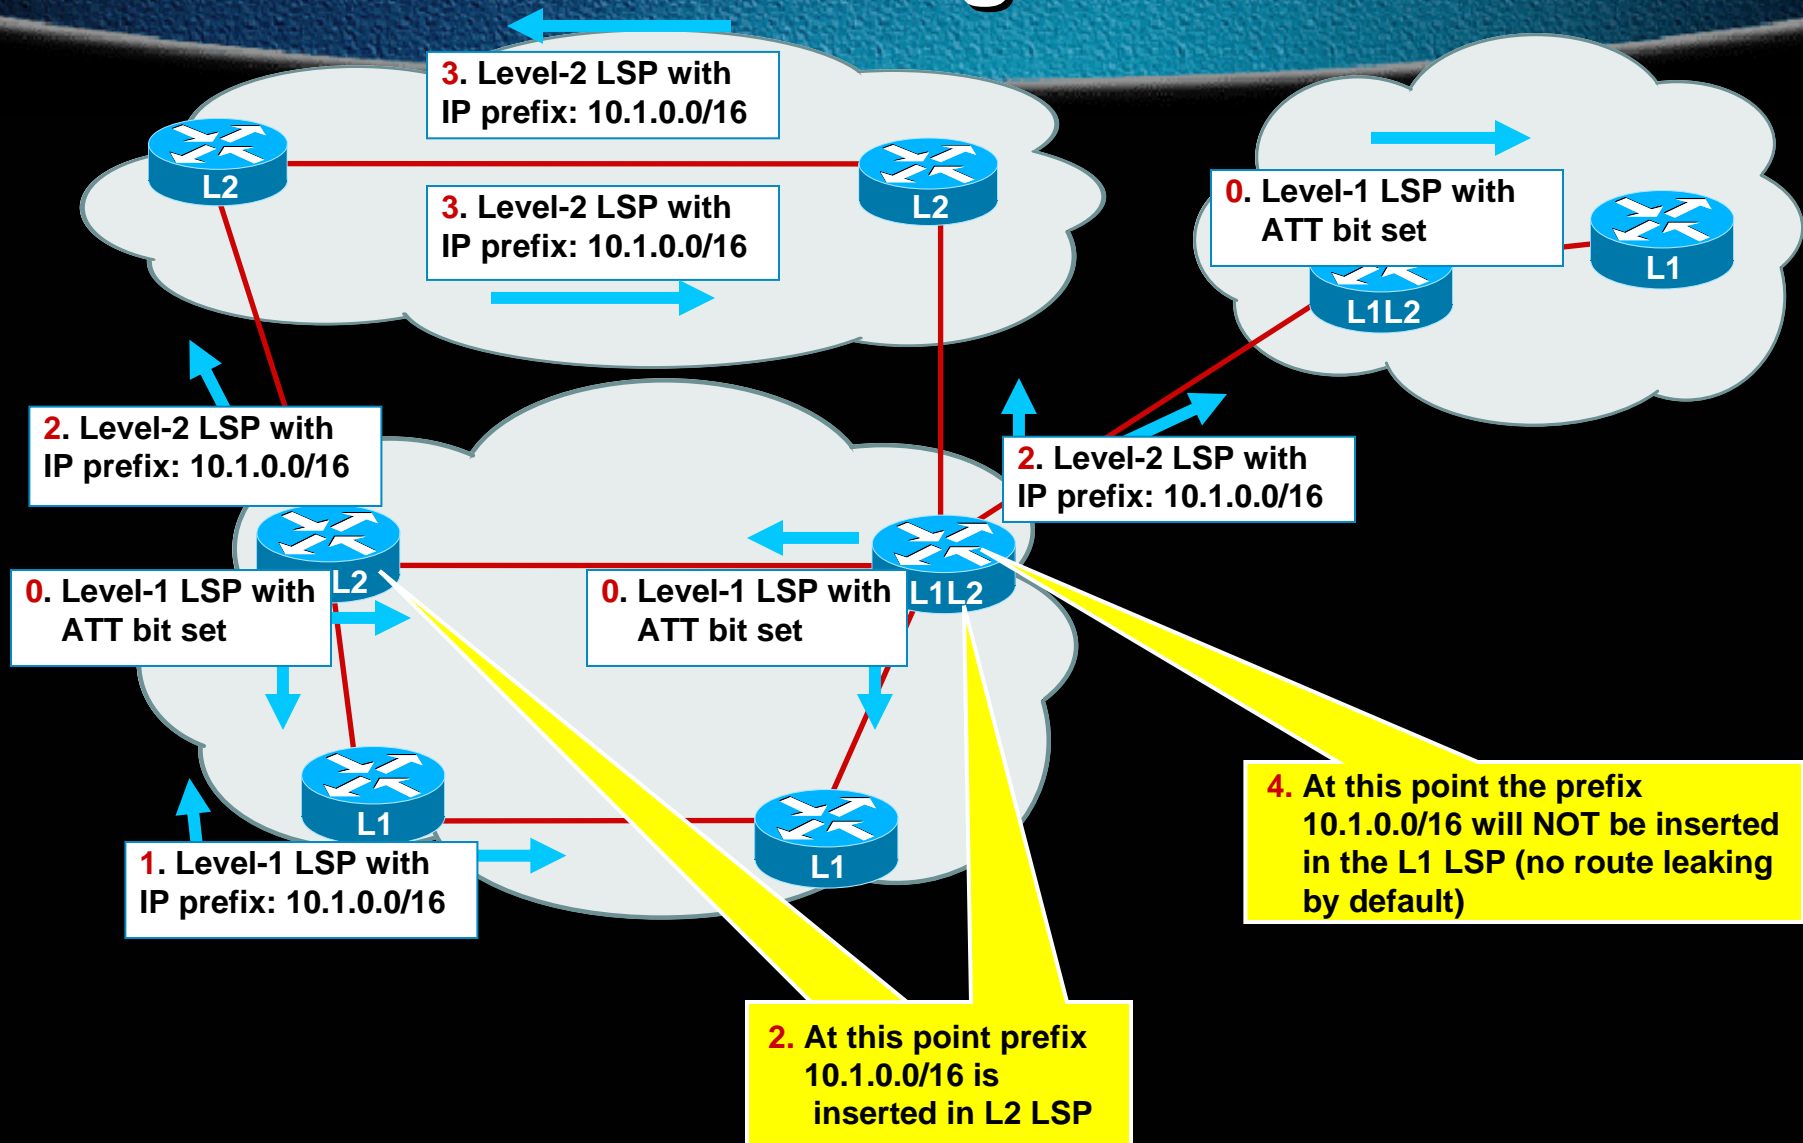 3. Level-2 LSP with
IP prefix: 10.1.0.0/16
L2
L2
3. Level-2 LSP with
IP prefix: 10.1.0.0/16
0. Level-1 LSP with
ATT bit set
L1
L1L2
2. Level-2 LSP with
IP prefix: 10.1.0.0/16
2. Level-2 LSP with
IP prefix: 10.1.0.0/16
0. Level-1 LSP with
ATT bit set
L2
0. Level-1 LSP with
ATT bit set
L1L2
L1
L1
1. Level-1 LSP with
IP prefix: 10.1.0.0/16
4. At this point the prefix
10.1.0.0/16 will NOT be inserted
in the L1 LSP (no route leaking
by default)
2. At this point prefix
10.1.0.0/16 is
inserted in L2 LSP